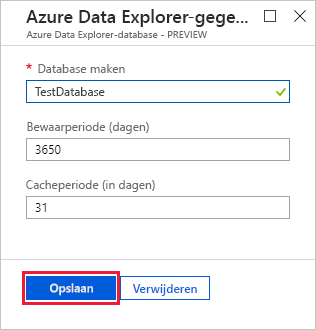 Azure Data Explorer-gege...
Azure Data Explorer-database - PREVIEW
* Database maken
TestDatabase
Bewaarperiode (dagen)
3650
Cacheperiode (in dagen)
31
Opslaan Verwijderen